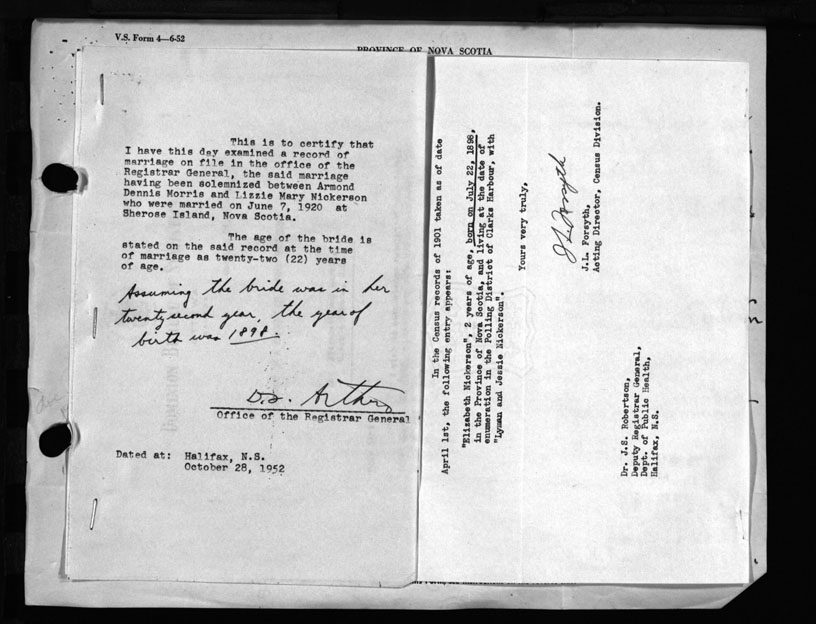 V.S. Form 4—6-52
PROVINCE OF NOVA SCOTIA
This is to certify that
I have this day examined a record of
marriage on file in the office of the
Registrar General, the said marriage
having been solemnized between Armond
Dennis Morris and Lizzie Mary Nickerson
who were married on June 7, 1920 at
Sherose Island, Nova Scotia.
The age of the bride is
stated on the said record at the time
of marriage as twenty-two (22) years
of age.
Assuming the bride was in her
twenty second year, the year of
birth was 1898.
Office of the Registrar General
Dated at: Halifax, N.S.
October 28, 1952
In the Census records of 1901 taken as of date
April 1st, the following entry appears:
"Elizabeth Nickerson", 2 years of age, born on July 22, 1898,
in the Province of Nova Scotia, and living at the date of
enumeration in the Polling District of Clarks Harbour, with
"Lyman and Jessie Nickerson".
Yours very truly,
J L Forsyth
J.L. Forsyth,
Acting Director, Census Division.
Dr. J.S. Robertson,
Deputy Registrar General,
Dept. of Public Health,
Halifax, N.S.